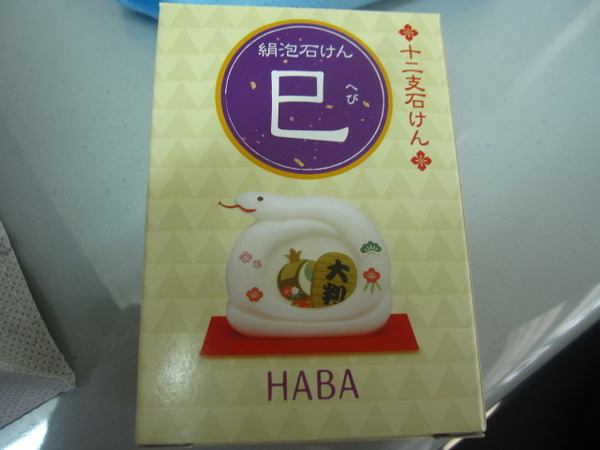 絹泡石けん
巳
へび
十二支石けん
大判
HABA